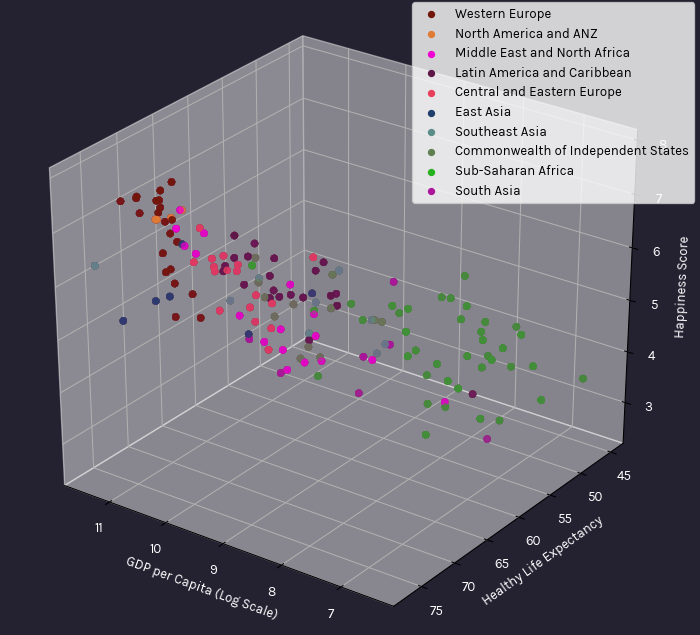 Western Europe
North America and ANZ
Middle East and North Africa
Latin America and Caribbean
Central and Eastern Europe
East Asia
Southeast Asia
Commonwealth of Independent States
Sub-Saharan Africa
South Asia
8
7
6
5
4
3
Happiness Score
45
50
55
60
65
70
75
Healthy Life Expectancy
11
10
9
8
7
GDP per Capita (Log Scale)